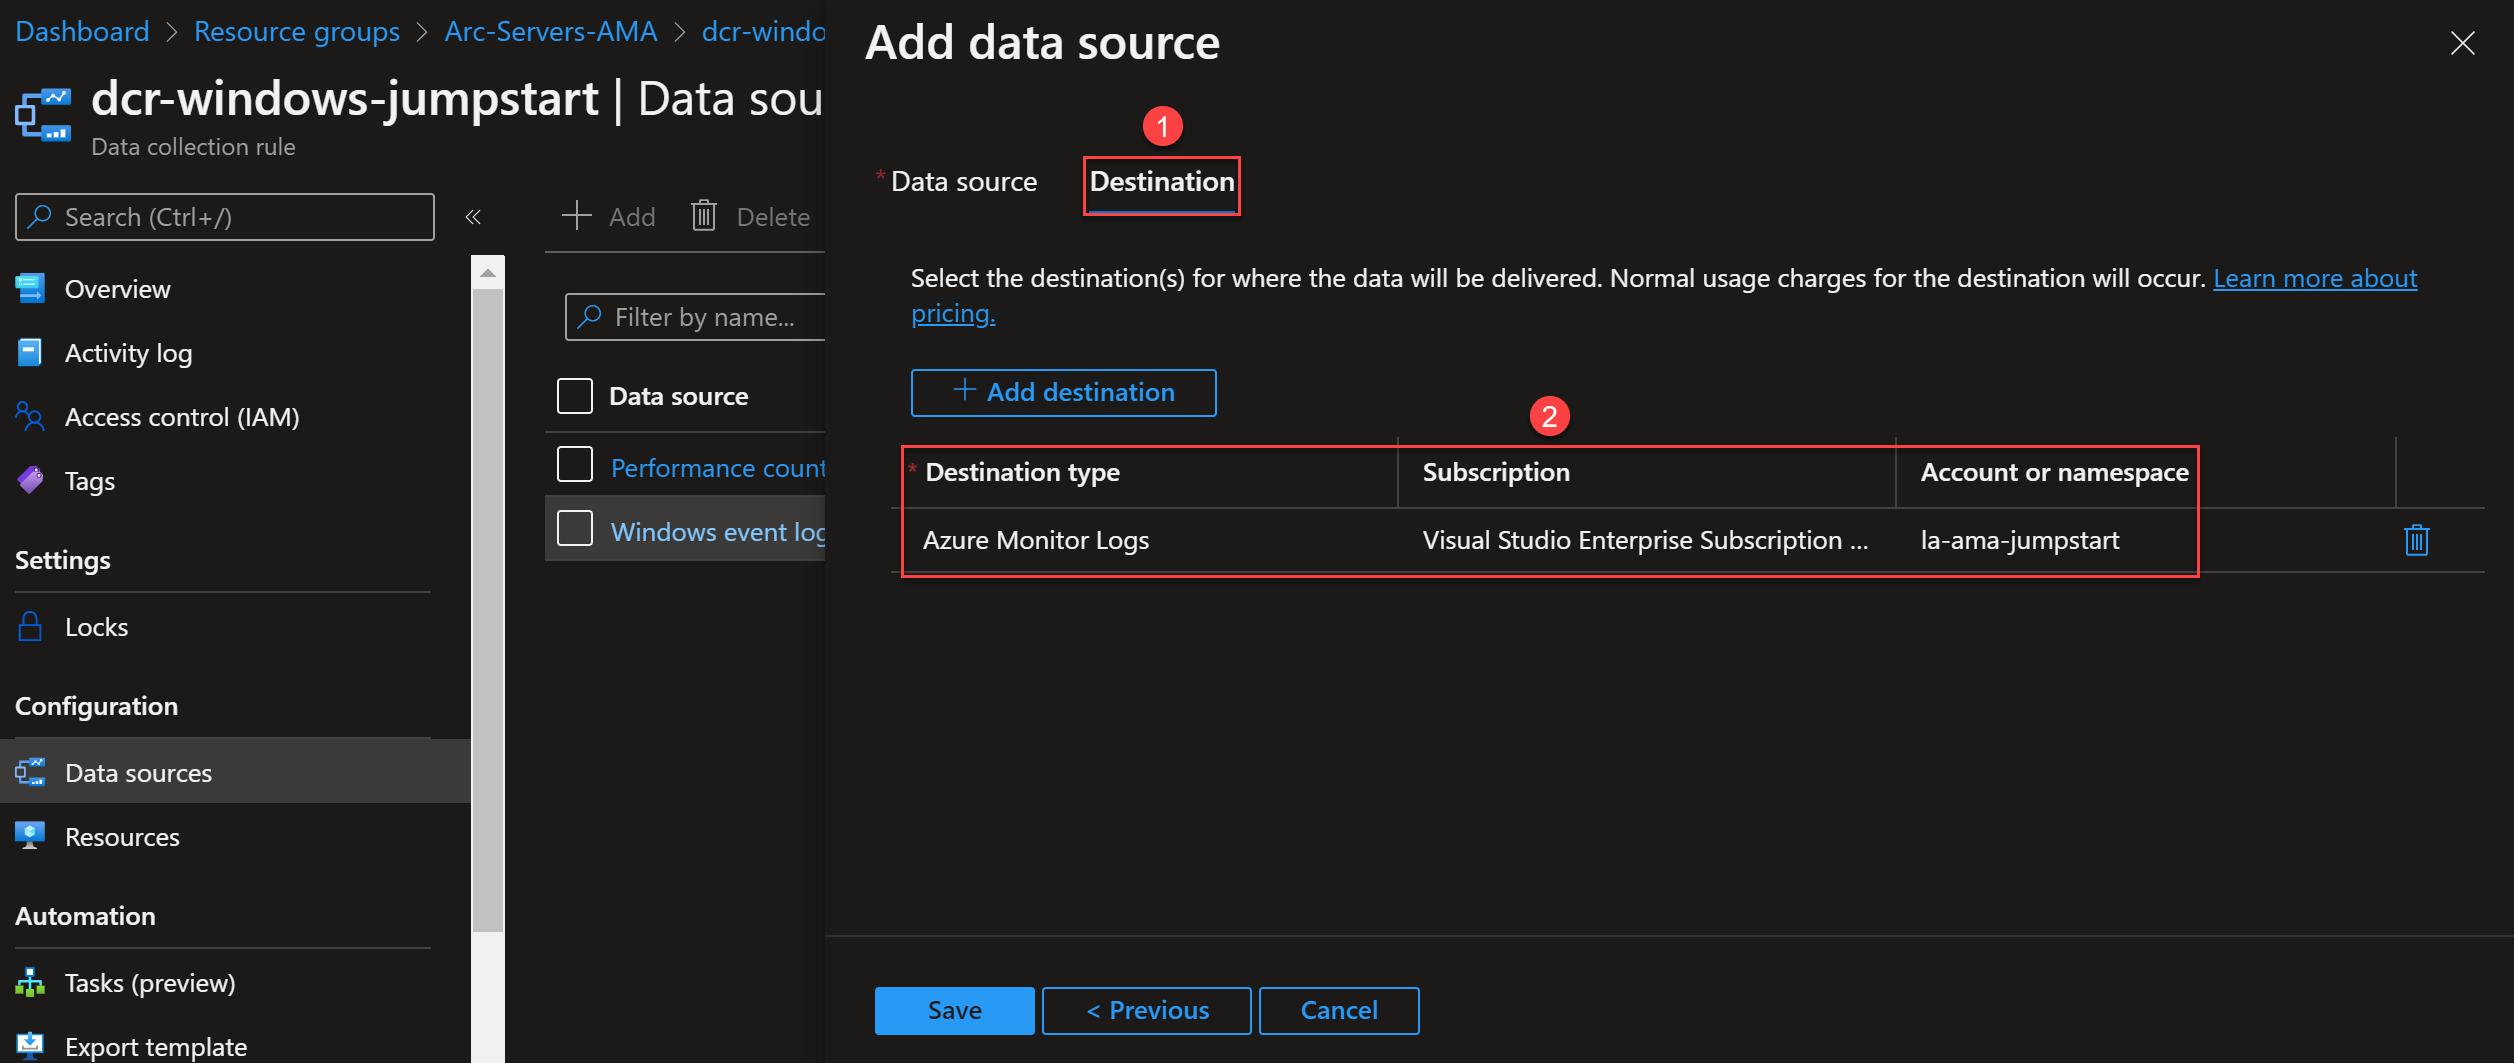 Dashboard > Resource groups > Arc-Servers-AMA > dcr-windo
dcr-windows-jumpstart | Data sou
Data collection rule
Search (Ctrl+/)
«
Overview
Activity log
Access control (IAM)
Tags
Settings
Locks
Configuration
Data sources
Resources
Automation
Tasks (preview)
Export template
+ Add Delete
Filter by name...
Data source
Performance count
Windows event log
Add data source
1
* Data source Destination
Select the destination(s) for where the data will be delivered. Normal usage charges for the destination will occur. Learn more about
pricing.
+ Add destination
2
* Destination type Subscription Account or namespace
Azure Monitor Logs Visual Studio Enterprise Subscription ... la-ama-jumpstart
Save < Previous Cancel